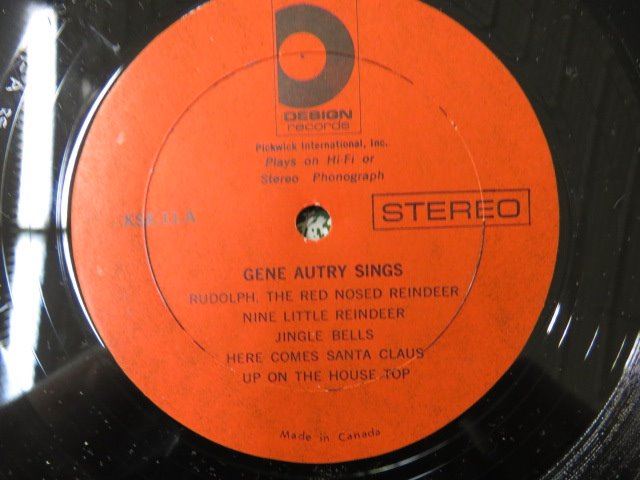 DESIGN
records
Pickwick International, Inc.
Plays on Hi-Fi or
Stereo Phonograph
STEREO
GENE AUTRY SINGS
RUDOLPH, THE RED NOSED REINDEER
NINE LITTLE REINDEER
JINGLE BELLS
HERE COMES SANTA CLAUS
UP ON THE HOUSE TOP
Made in Canada